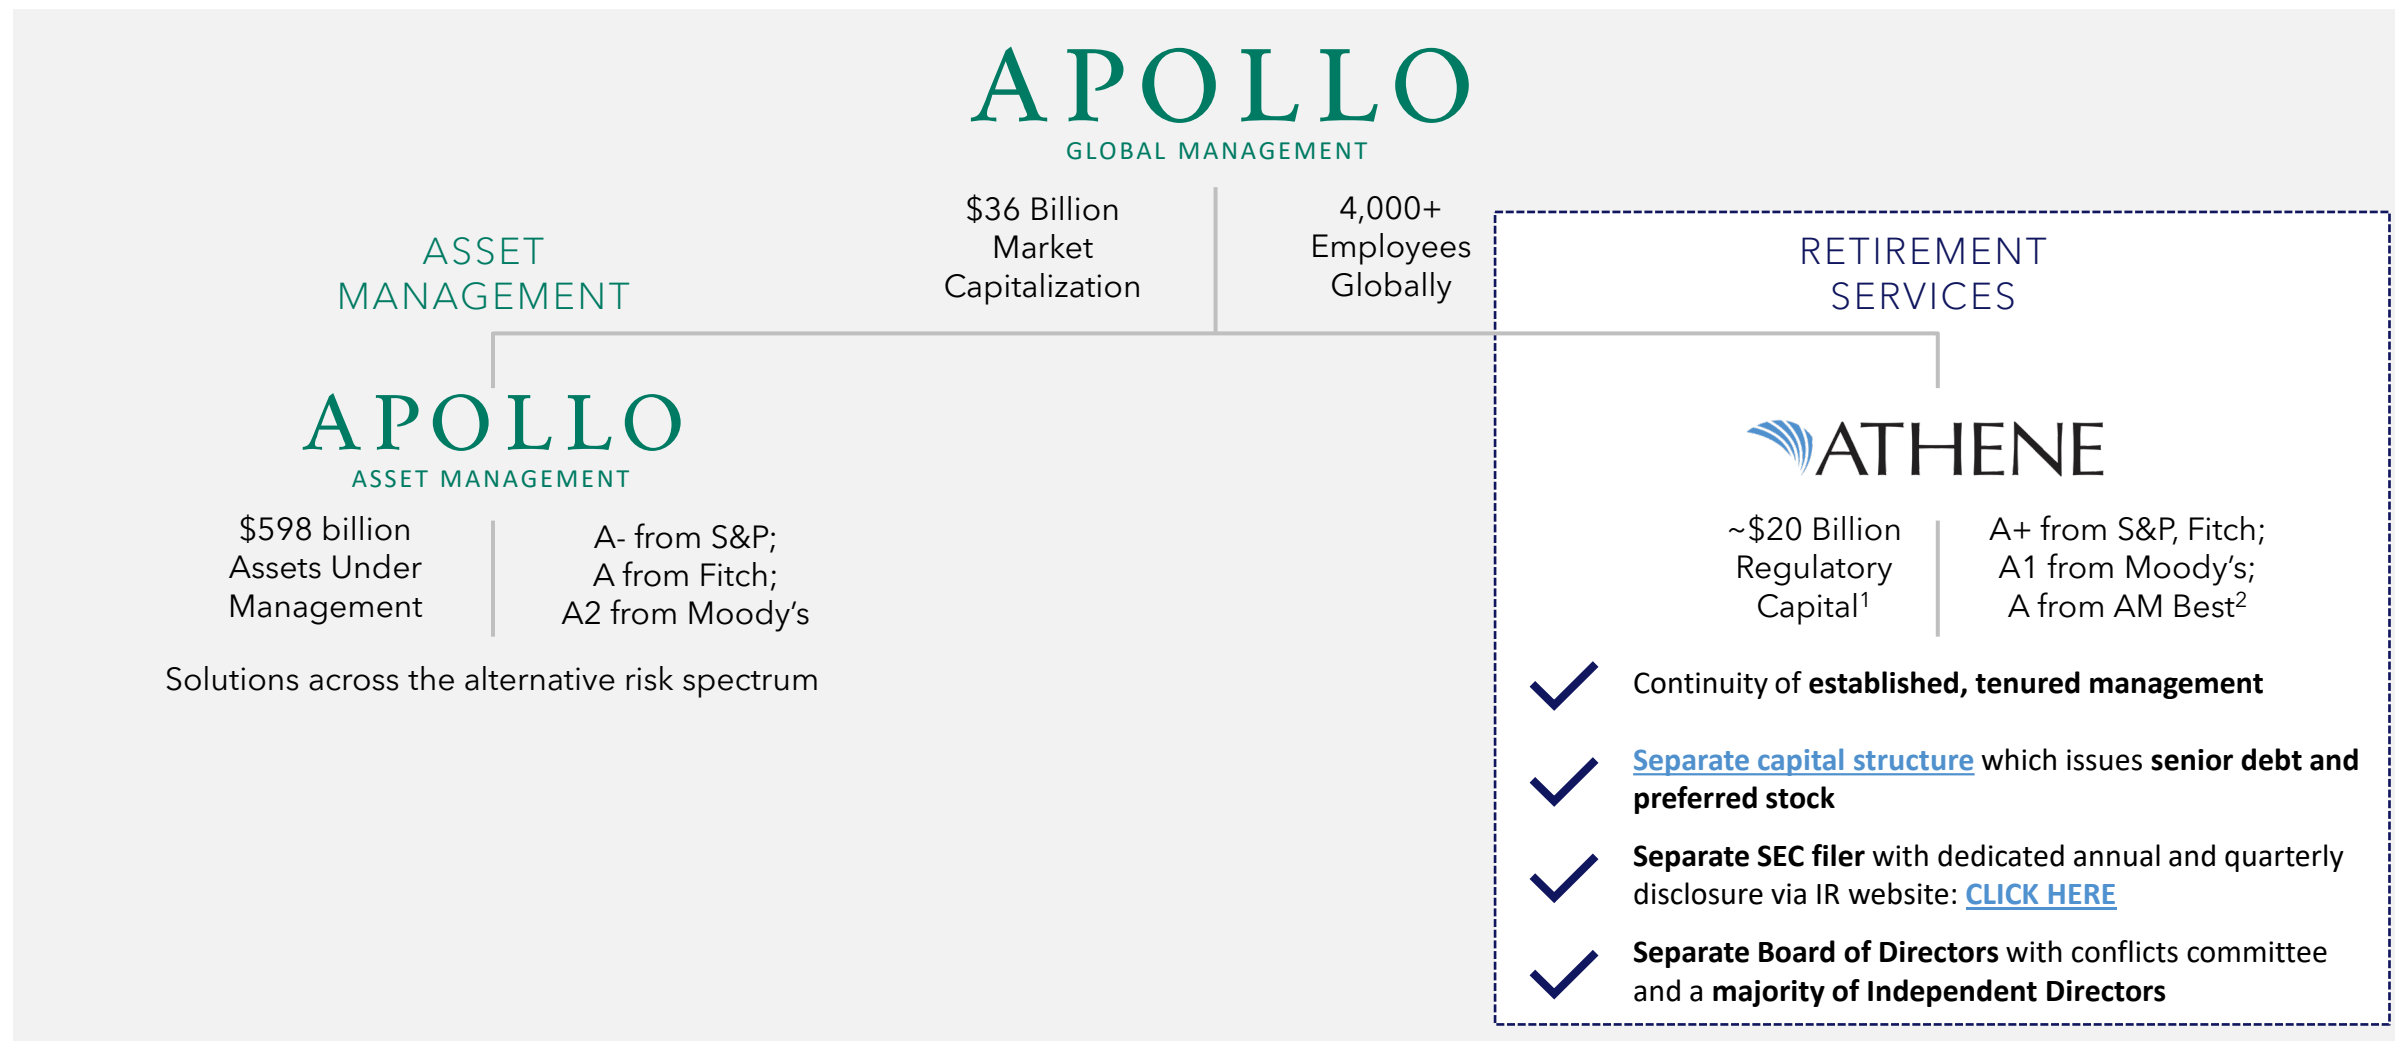 APOLLO
GLOBAL MANAGEMENT
$36 Billion
Market
Capitalization
4,000+
Employees
Globally
ASSET
MANAGEMENT
APOLLO
ASSET MANAGEMENT
$598 billion
Assets Under
Management
A- from S&P;
A from Fitch;
A2 from Moody’s
Solutions across the alternative risk spectrum
RETIREMENT
SERVICES
ATHENE
~$20 Billion
Regulatory
Capital¹
A+ from S&P, Fitch;
A1 from Moody’s;
A from AM Best²
Continuity of established, tenured management
Separate capital structure which issues senior debt and
preferred stock
Separate SEC filer with dedicated annual and quarterly
disclosure via IR website: CLICK HERE
Separate Board of Directors with conflicts committee
and a majority of Independent Directors